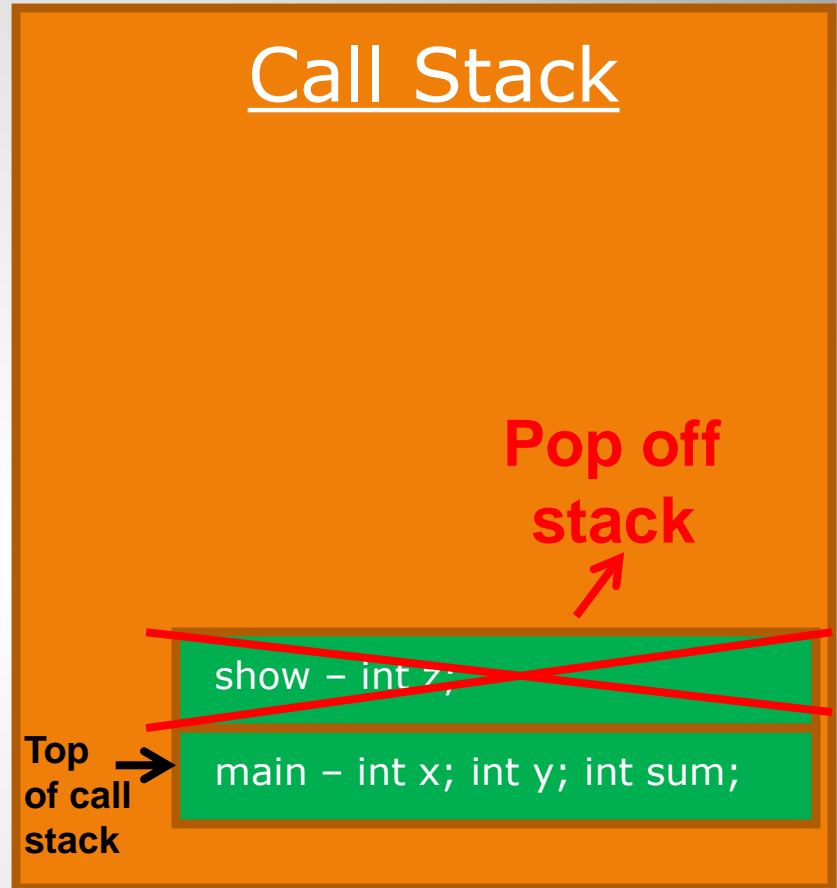 Call Stack
Pop off
stack
show – int z;
Top
of call
stack
main – int x; int y; int sum;